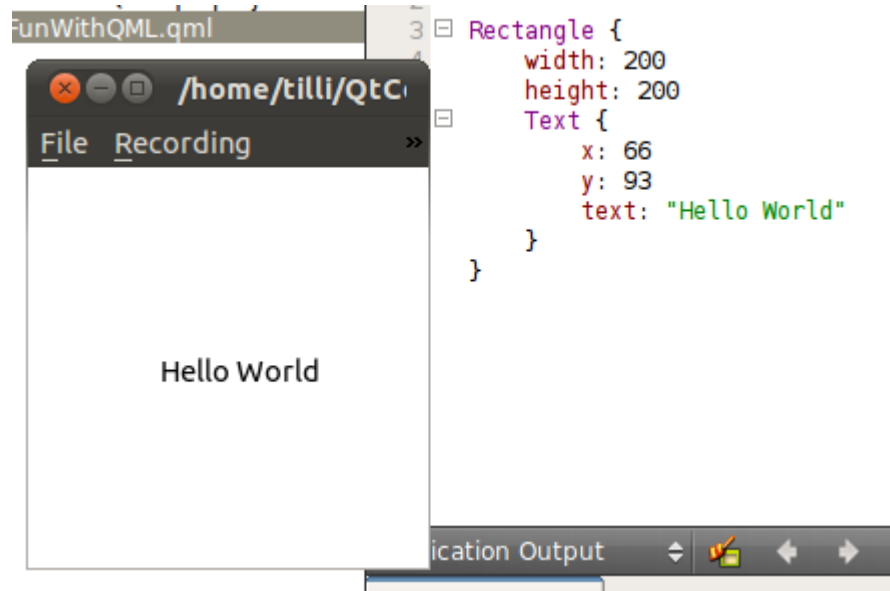 FunWithQML.qml
/home/tilli/QtC
File Recording »
Hello World
3 Rectangle {
width: 200
height: 200
Text {
x: 66
y: 93
text: "Hello World"
}
}
ication Output